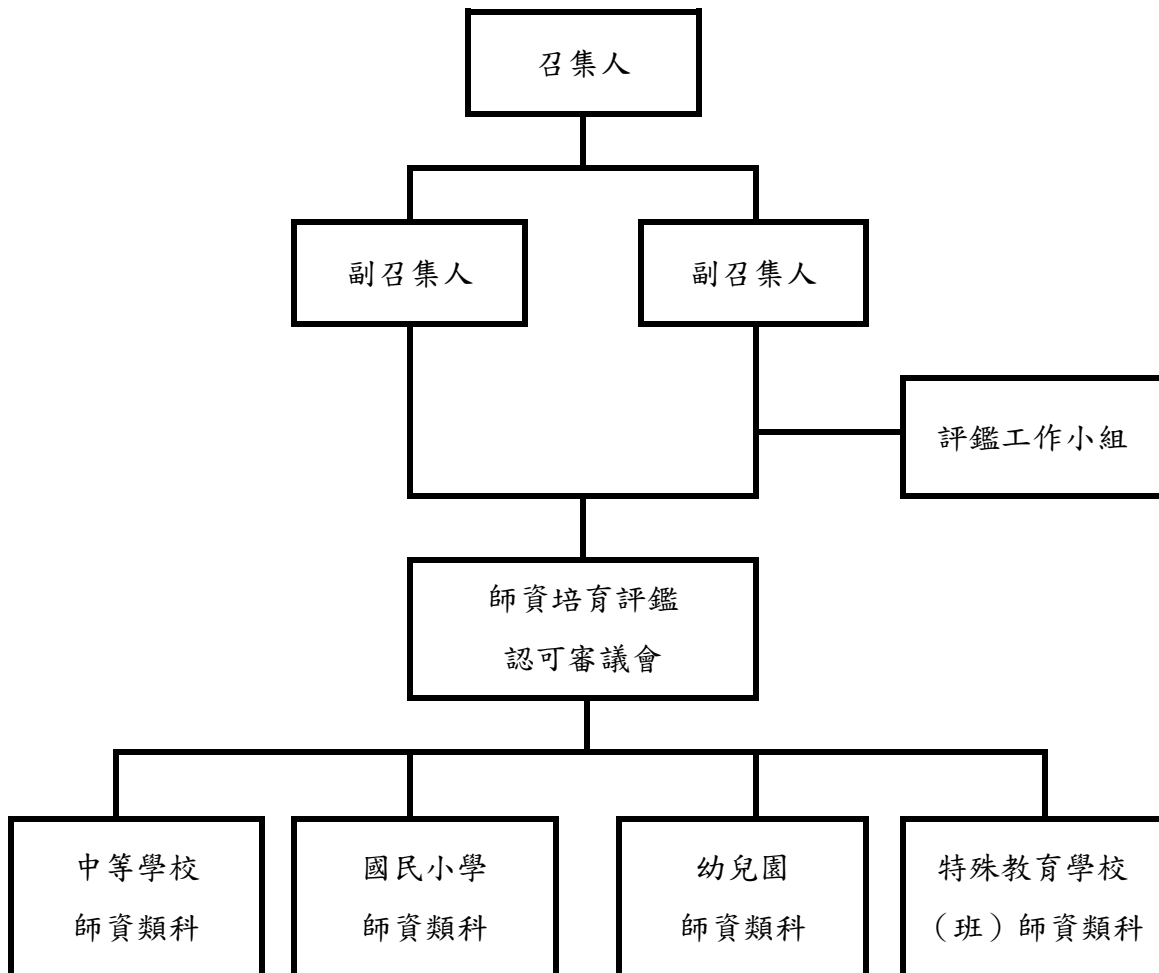 召集人
副召集人
副召集人
評鑑工作小組
師資培育評鑑
認可審議會
中等學校
師資類科
國民小學
師資類科
幼兒園
師資類科
特殊教育學校
（班）師資類科